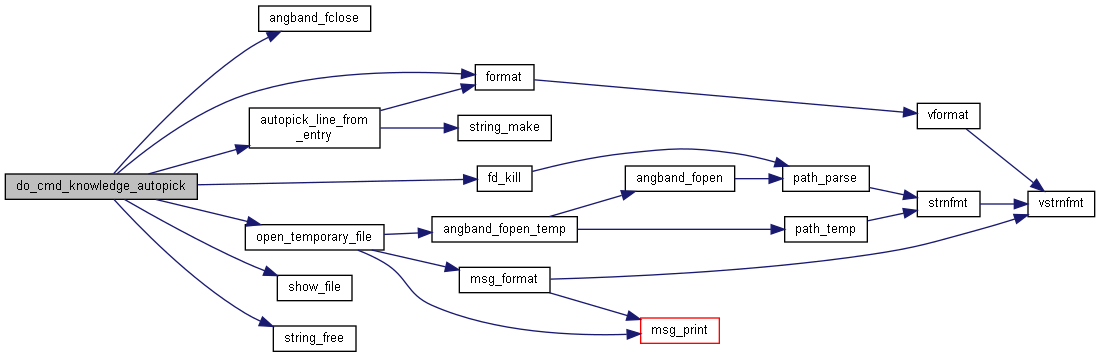 angband_fclose
format
autopick_line_from
_entry
string_make
vformat
do_cmd_knowledge_autopick
fd_kill
angband_fopen
path_parse
strnfmt
vstrnfmt
open_temporary_file
angband_fopen_temp
path_temp
show_file
msg_format
string_free
msg_print